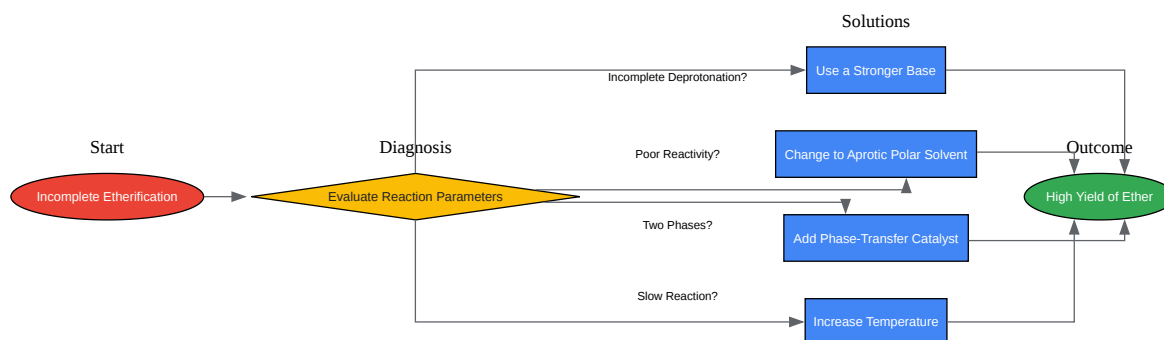 Solutions
Incomplete Deprotonation?
Use a Stronger Base
Start
Diagnosis
Poor Reactivity?
Change to Aprotic Polar Solvent
Outcome
Incomplete Etherification
Evaluate Reaction Parameters
High Yield of Ether
Two Phases?
Add Phase-Transfer Catalyst
Slow Reaction?
Increase Temperature